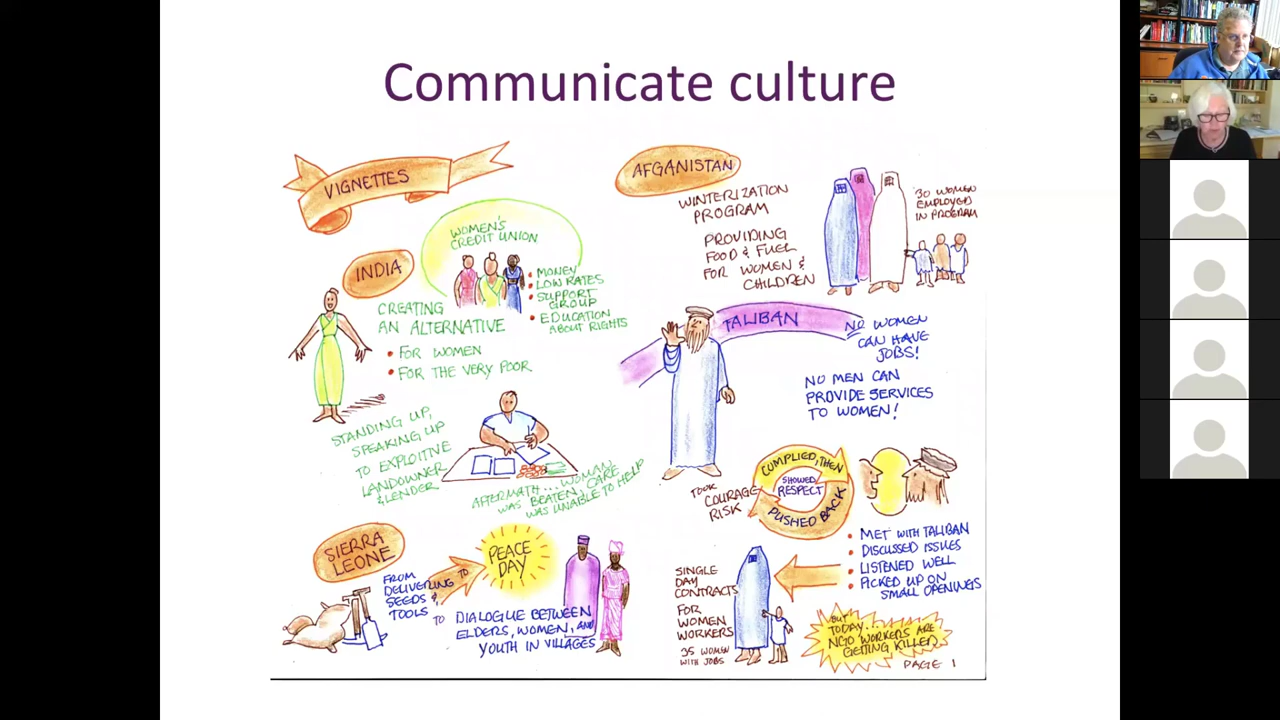 Communicate culture
VIGNETTES
INDIA
WOMEN'S
CREDIT UNION
• MONEY
• LOW RATES
• SUPPORT
GROUP
• EDUCATION
ABOUT RIGHTS
CREATING
AN ALTERNATIVE
• FOR WOMEN
• FOR THE VERY POOR
STANDING UP,
SPEAKING UP
TO EXPLOITIVE
LANDOWNER
& LENDER
AFTERMATH... WOMAN
WAS BEATEN, CARE
WAS UNABLE TO HELP
SIERRA
LEONE
FROM
DELIVERING
SEEDS &
TOOLS
TO
PEACE
DAY
TO DIALOGUE BETWEEN
ELDERS, WOMEN, AND
YOUTH IN VILLAGES
AFGANISTAN
WINTERIZATION
PROGRAM
PROVIDING
FOOD & FUEL
FOR WOMEN &
CHILDREN
30 WOMEN
EMPLOYED
IN PROGRAM
TALIBAN
NO WOMEN
CAN HAVE
JOBS!
NO MEN CAN
PROVIDE SERVICES
TO WOMEN!
TOOK
COURAGE
RISK
COMPLIED, THEN
SHOWED
RESPECT
PUSHED BACK
• MET WITH TALIBAN
• DISCUSSED ISSUES
• LISTENED WELL
• PICKED UP ON
SMALL OPENINGS
SINGLE
DAY
CONTRACTS
FOR
WOMEN
WORKERS
35 WOMEN
WITH JOBS
BUT
TODAY...
NGO WORKERS ARE
GETTING KILLED
PAGE 1